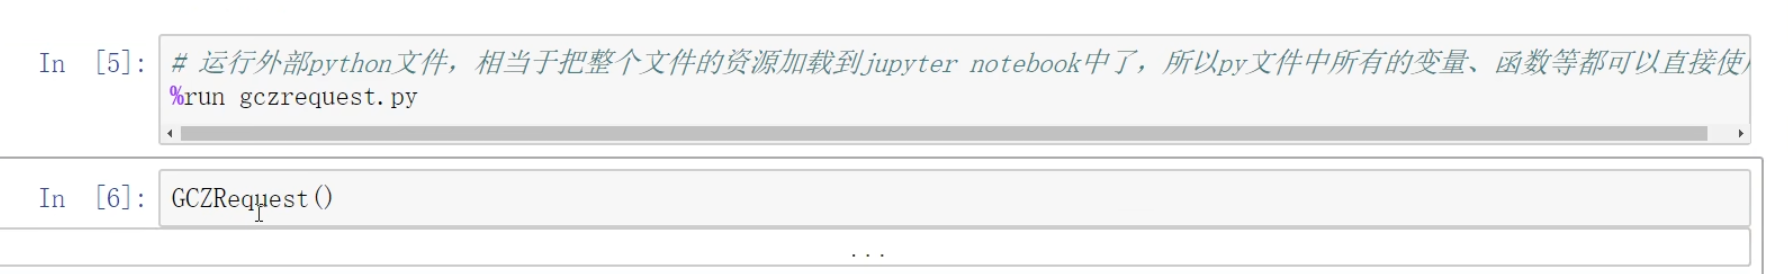 In [5]:
# 运行外部python文件，相当于把整个文件的资源加载到jupyter notebook中了，所以py文件中所有的变量、函数等都可以直接使
%run gczrequest.py
In [6]:
GCZRequest()
...